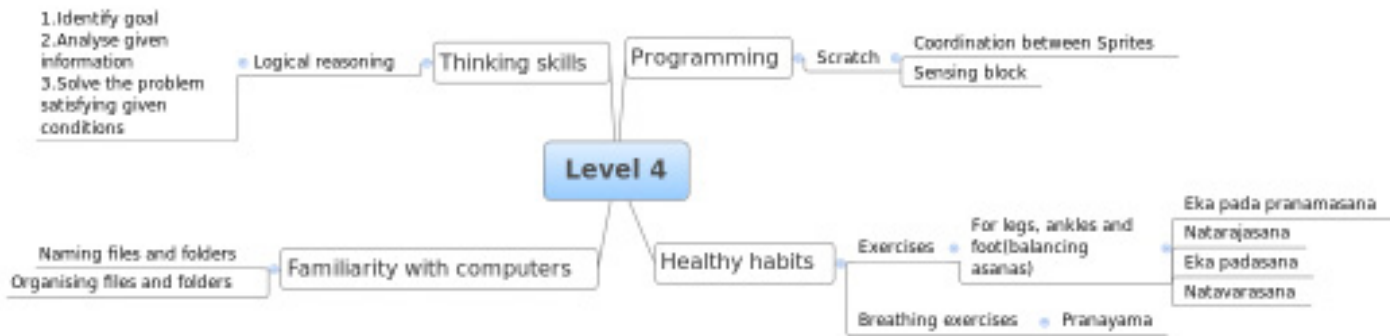 1.Identify goal
2.Analyse given
information
3.Solve the problem
satisfying given
conditions
Logical reasoning
Thinking skills
Programming
Scratch
Coordination between Sprites
Sensing block
Level 4
Naming files and folders
Organising files and folders
Familiarity with computers
Healthy habits
Exercises
For legs, ankles and
foot(balancing
asanas)
Eka pada pranamasana
Natarajasana
Eka padasana
Natavarasana
Breathing exercises
Pranayama